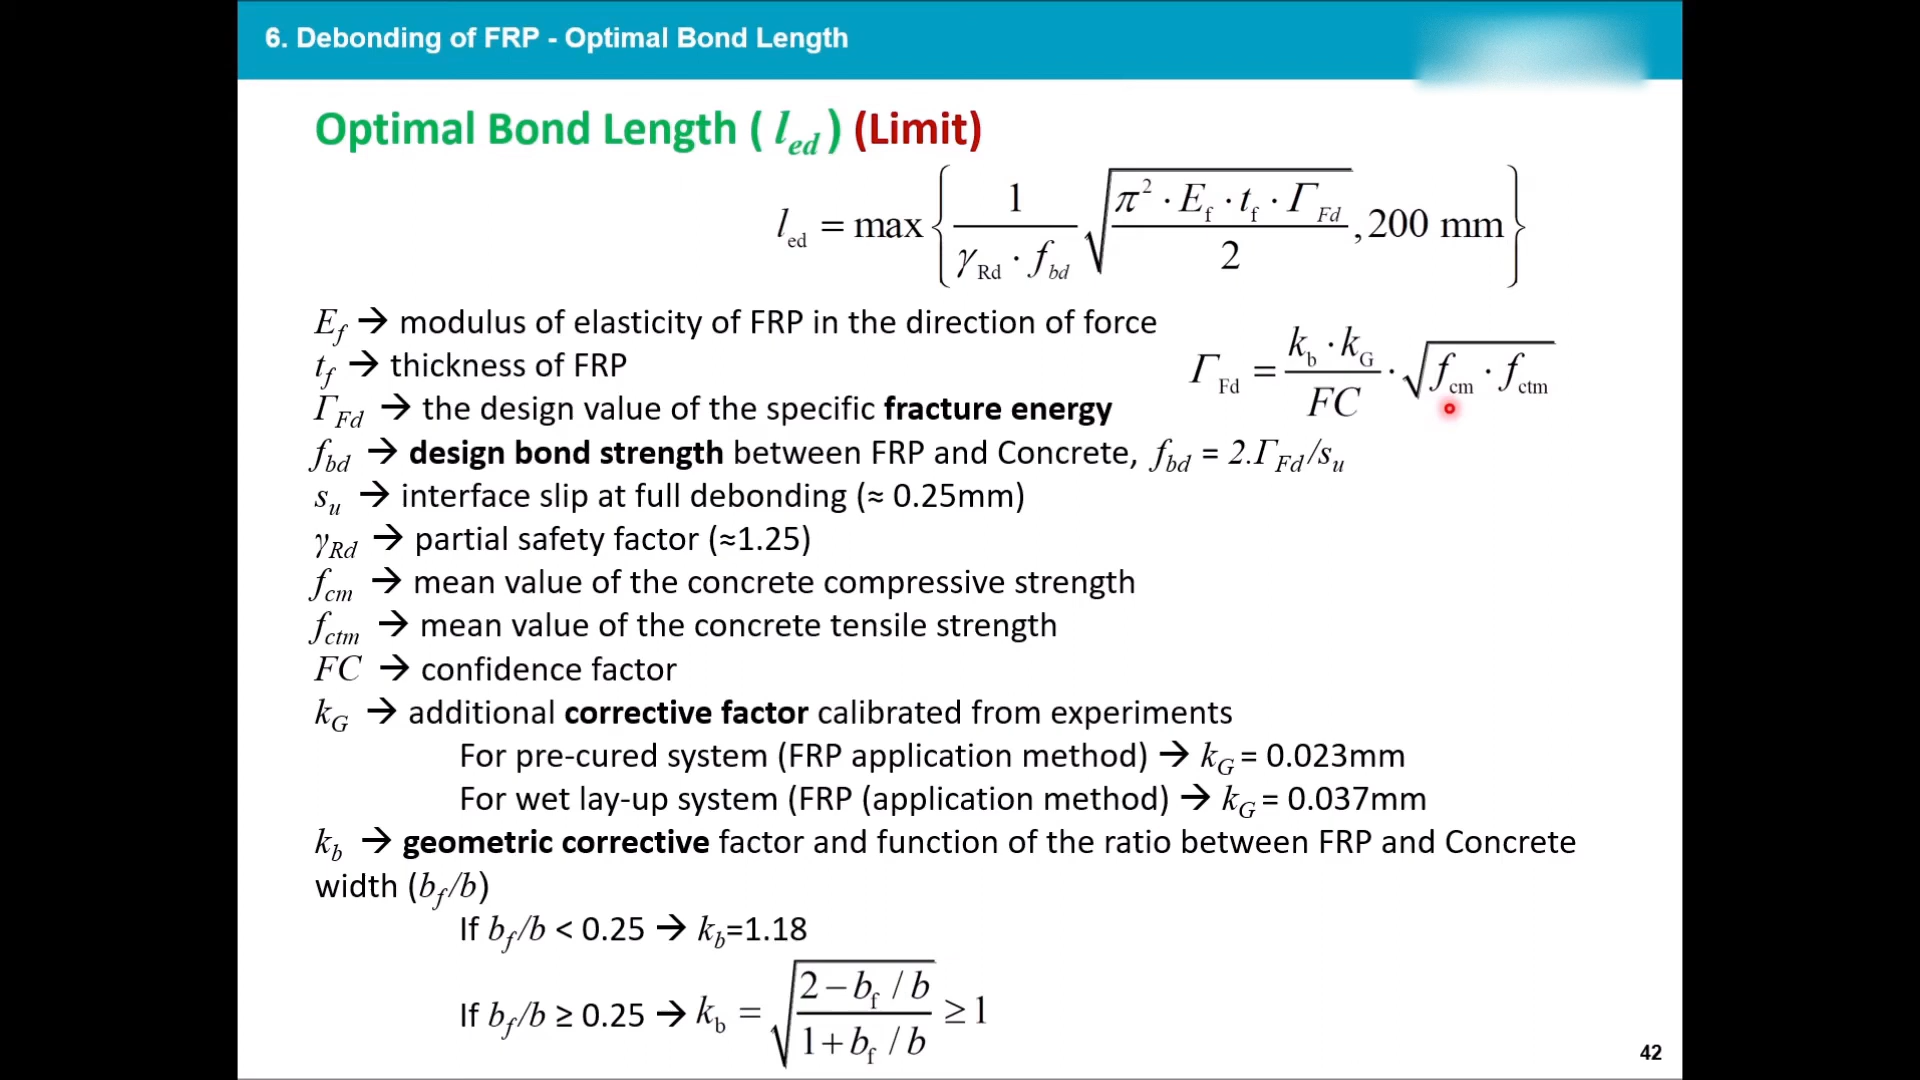 6. Debonding of FRP - Optimal Bond Length
Optimal Bond Length ( l_ed ) (Limit)
l_ed = max { 1 / (γ_Rd · f_bd) √(π² · E_f · t_f · Γ_Fd / 2) , 200 mm }
E_f → modulus of elasticity of FRP in the direction of force
t_f → thickness of FRP
Γ_Fd = (k_b · k_G / FC) · √(f_cm · f_ctm)
Γ_Fd → the design value of the specific fracture energy
f_bd → design bond strength between FRP and Concrete, f_bd = 2.Γ_Fd/s_u
s_u → interface slip at full debonding (≈ 0.25mm)
γ_Rd → partial safety factor (≈1.25)
f_cm → mean value of the concrete compressive strength
f_ctm → mean value of the concrete tensile strength
FC → confidence factor
k_G → additional corrective factor calibrated from experiments
For pre-cured system (FRP application method) → k_G = 0.023mm
For wet lay-up system (FRP (application method) → k_G = 0.037mm
k_b → geometric corrective factor and function of the ratio between FRP and Concrete
width (b_f/b)
If b_f/b < 0.25 → k_b=1.18
If b_f/b ≥ 0.25 → k_b = √((2 − b_f / b) / (1 + b_f / b)) ≥ 1
42